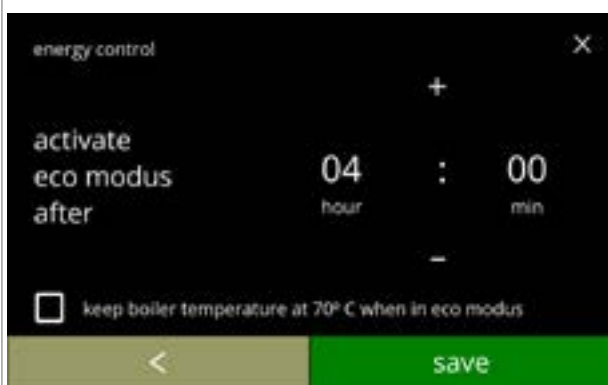 energy control ×
+
activate
eco modus
after
04 : 00
hour min
–
keep boiler temperature at 70º C when in eco modus
< save